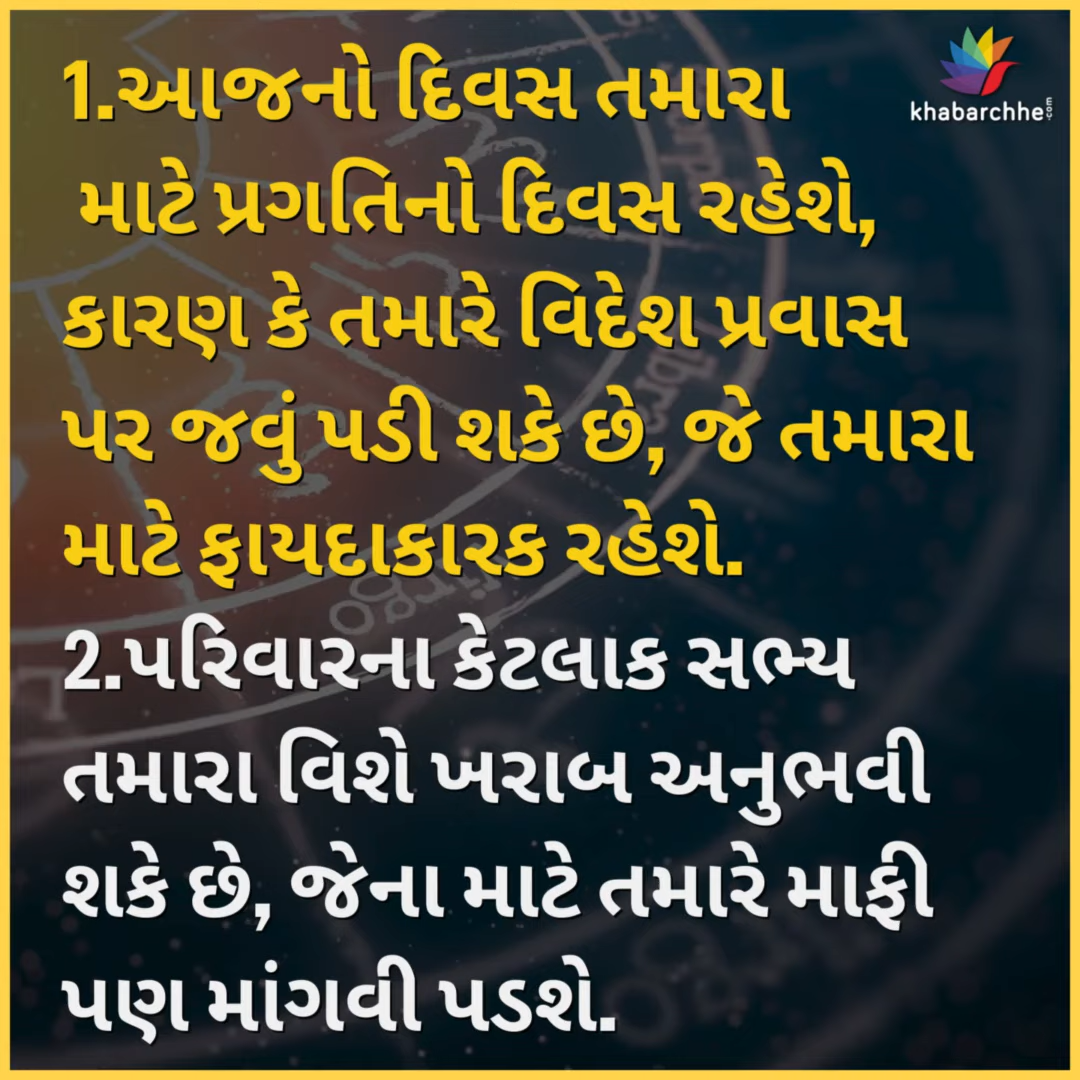 khabarchhe.com
1.આજનો દિવસ તમારા
માટે પ્રગતિનો દિવસ રહેશે,
કારણ કે તમારે વિદેશ પ્રવાસ
પર જવું પડી શકે છે, જે તમારા
માટે ફાયદાકારક રહેશે.
2.પરિવારના કેટલાક સભ્ય
તમારા વિશે ખરાબ અનુભવી
શકે છે, જેના માટે તમારે માફી
પણ માંગવી પડશે.
virgo